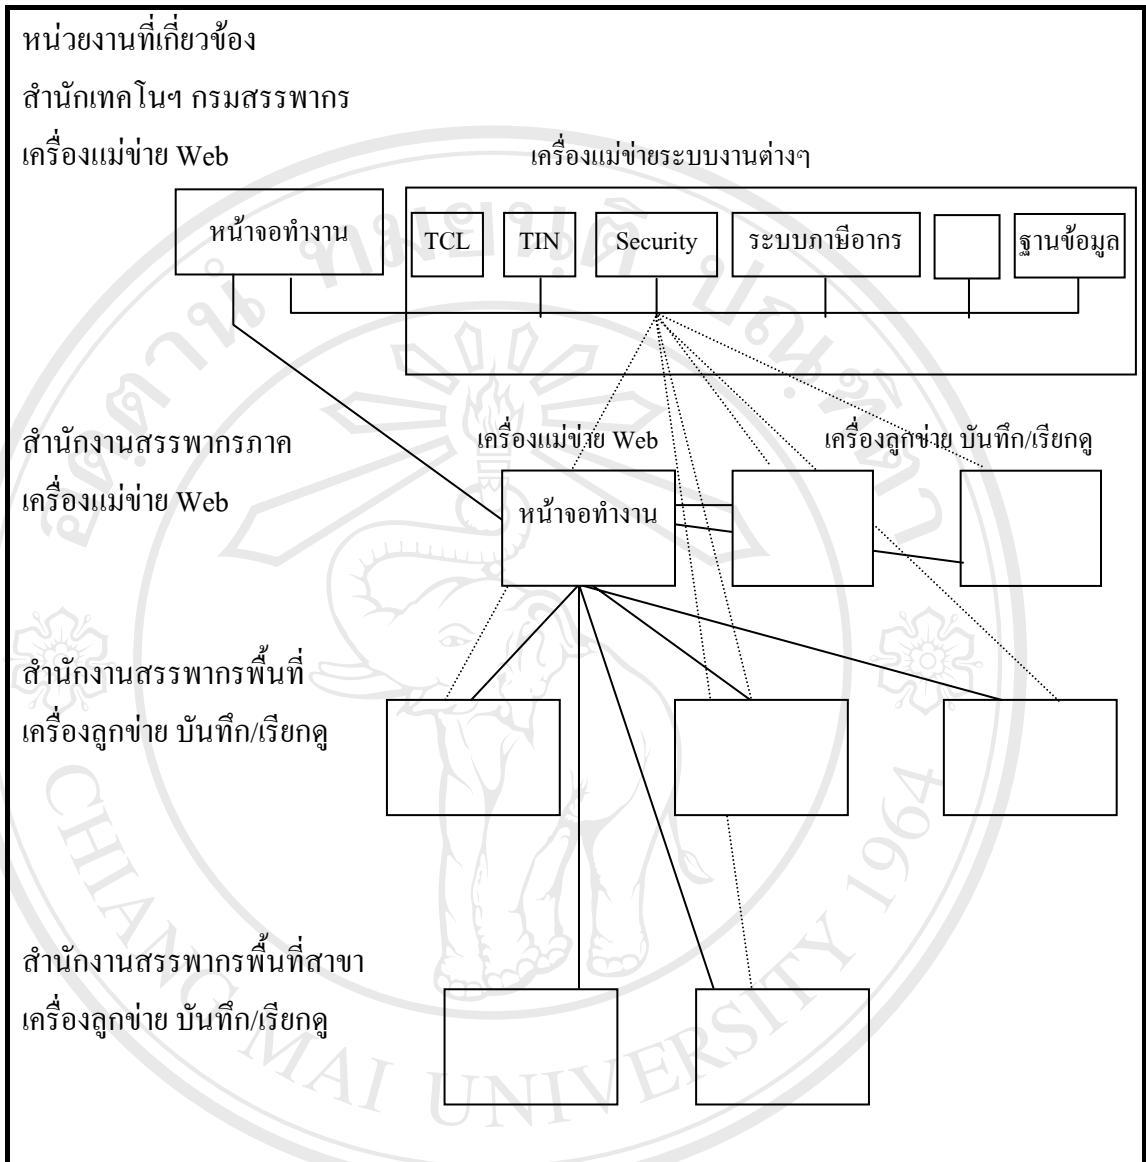 หน่วยงานที่เกี่ยวข้อง
สำนักเทคโนฯ กรมสรรพากร
เครื่องแม่ข่าย Web
เครื่องแม่ข่ายระบบงานต่างๆ
หน้าจอทำงาน
TCL
TIN
Security
ระบบภาษีอากร
ฐานข้อมูล
สำนักงานสรรพากรภาค
เครื่องแม่ข่าย Web
เครื่องแม่ข่าย Web
เครื่องลูกข่าย บันทึก/เรียกดู
หน้าจอทำงาน
สำนักงานสรรพากรพื้นที่
เครื่องลูกข่าย บันทึก/เรียกดู
สำนักงานสรรพากรพื้นที่สาขา
เครื่องลูกข่าย บันทึก/เรียกดู
CHIANG MAI UNIVERSITY 1964